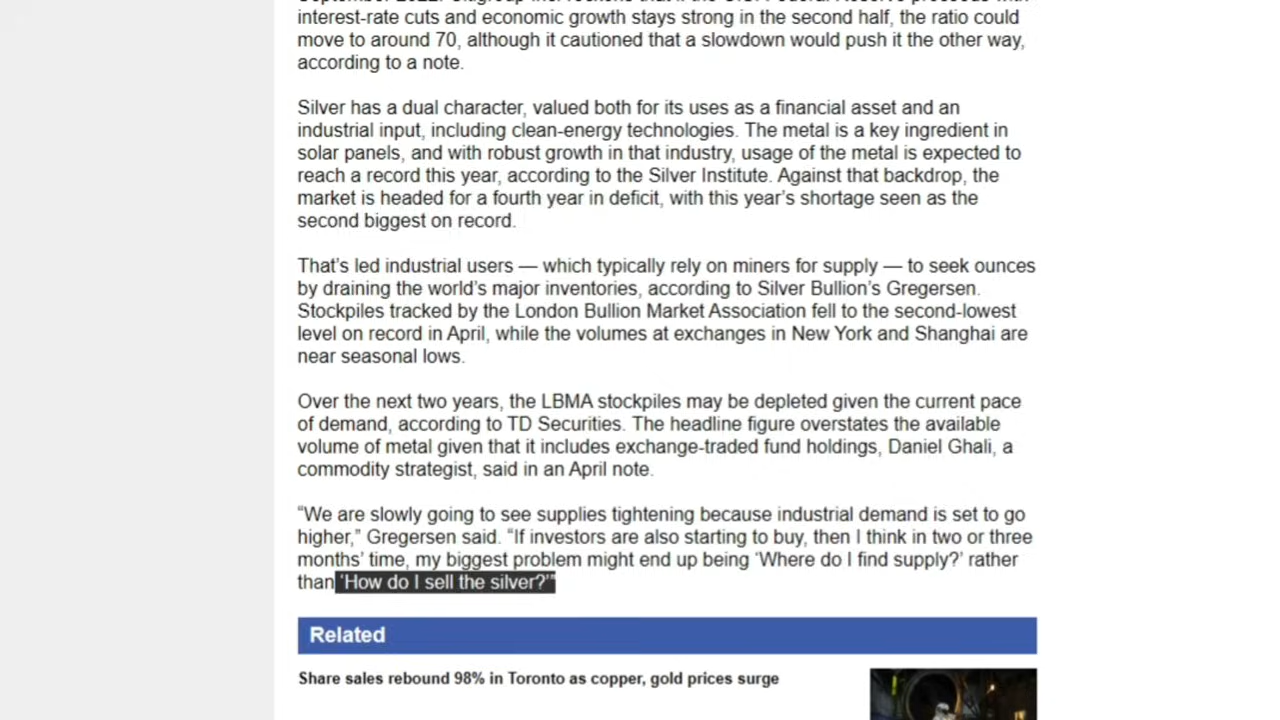 interest-rate cuts and economic growth stays strong in the second half, the ratio could
move to around 70, although it cautioned that a slowdown would push it the other way,
according to a note.
Silver has a dual character, valued both for its uses as a financial asset and an
industrial input, including clean-energy technologies. The metal is a key ingredient in
solar panels, and with robust growth in that industry, usage of the metal is expected to
reach a record this year, according to the Silver Institute. Against that backdrop, the
market is headed for a fourth year in deficit, with this year’s shortage seen as the
second biggest on record.
That’s led industrial users — which typically rely on miners for supply — to seek ounces
by draining the world’s major inventories, according to Silver Bullion’s Gregersen.
Stockpiles tracked by the London Bullion Market Association fell to the second-lowest
level on record in April, while the volumes at exchanges in New York and Shanghai are
near seasonal lows.
Over the next two years, the LBMA stockpiles may be depleted given the current pace
of demand, according to TD Securities. The headline figure overstates the available
volume of metal given that it includes exchange-traded fund holdings, Daniel Ghali, a
commodity strategist, said in an April note.
“We are slowly going to see supplies tightening because industrial demand is set to go
higher,” Gregersen said. “If investors are also starting to buy, then I think in two or three
months’ time, my biggest problem might end up being ‘Where do I find supply?’ rather
than ‘How do I sell the silver?’”
Related
Share sales rebound 98% in Toronto as copper, gold prices surge